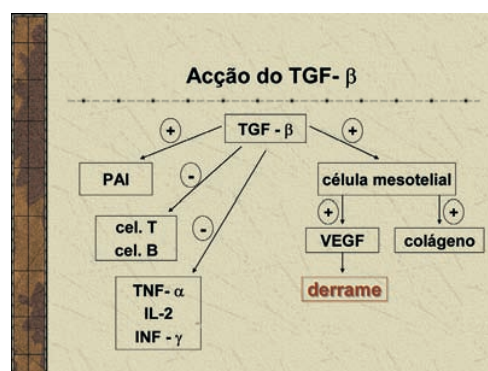 Acção do TGF- β
+
TGF - β
+
PAI
-
célula mesotelial
cel. T
cel. B
-
+
+
VEGF
colágeno
TNF- α
IL-2
INF - γ
derrame